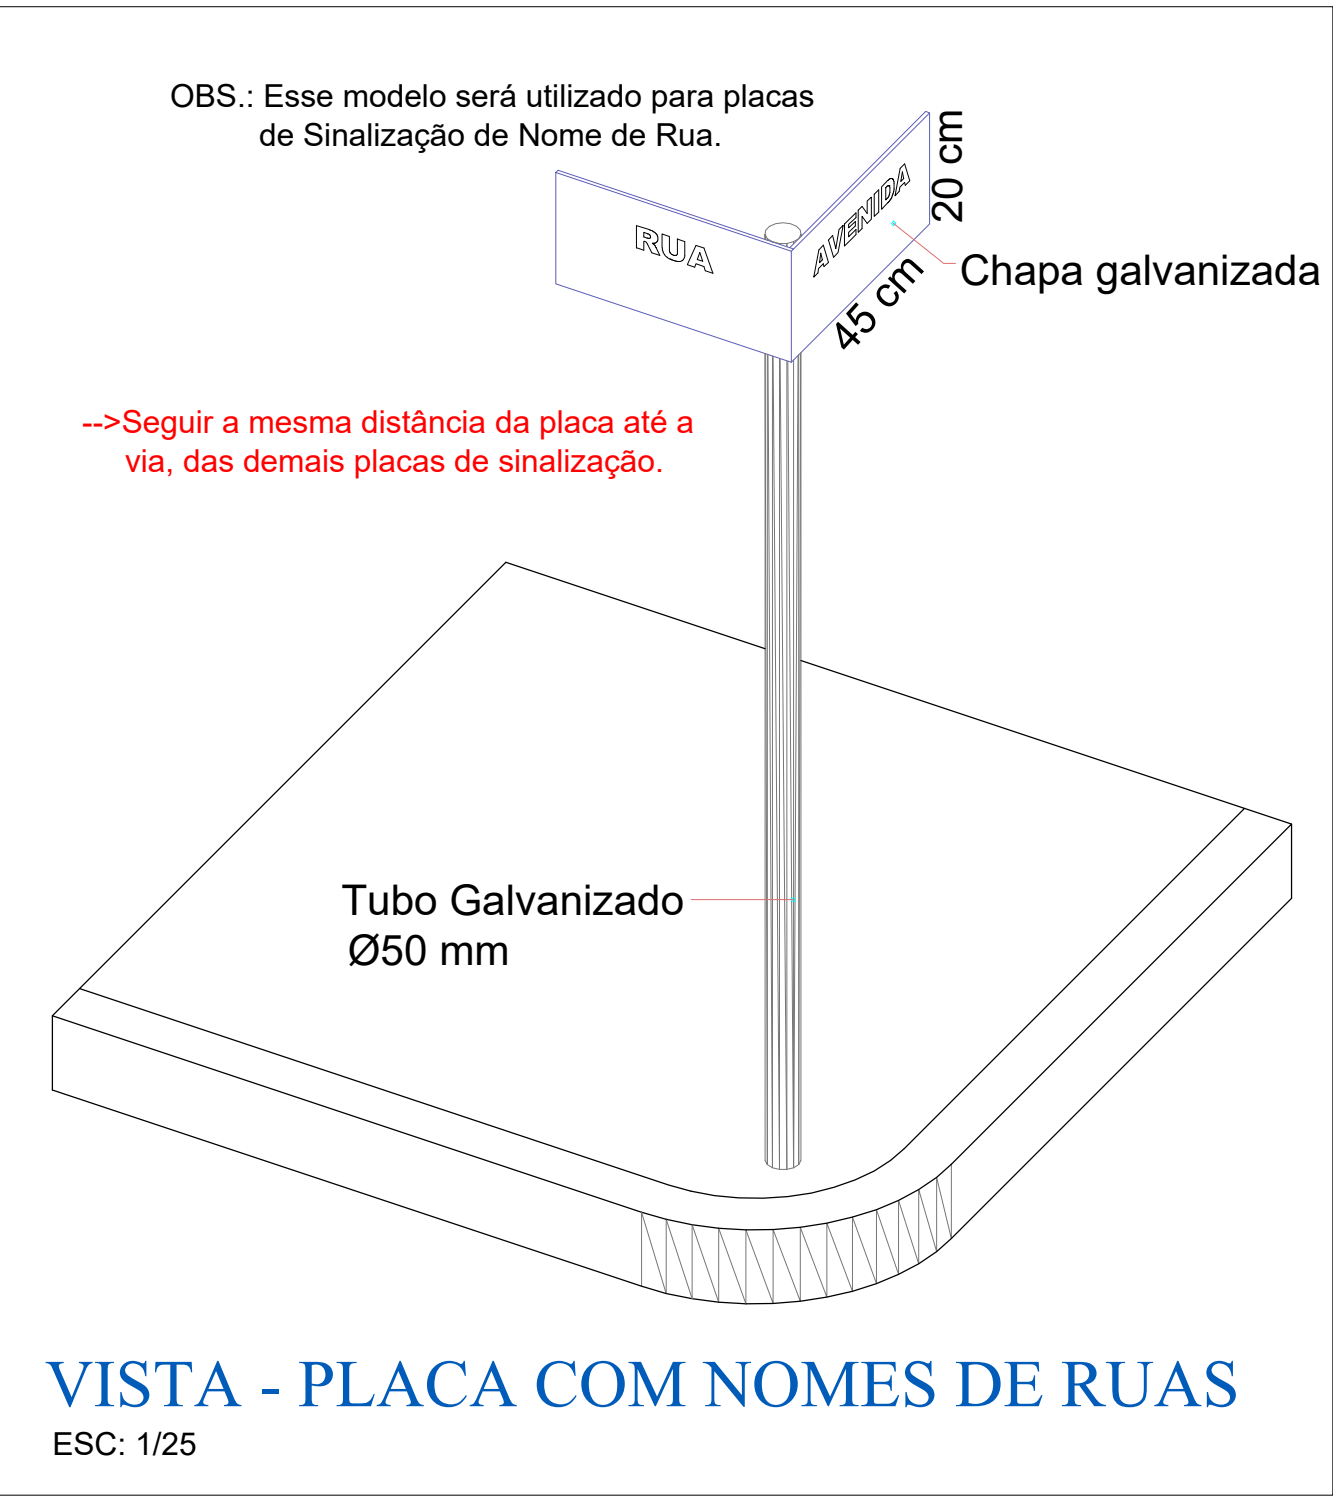 OBS.: Esse modelo será utilizado para placas
de Sinalização de Nome de Rua.
20 cm
RUA
AVENIDA
Chapa galvanizada
45 cm
-->Seguir a mesma distância da placa até a
via, das demais placas de sinalização.
Tubo Galvanizado
Ø50 mm
VISTA - PLACA COM NOMES DE RUAS
ESC: 1/25